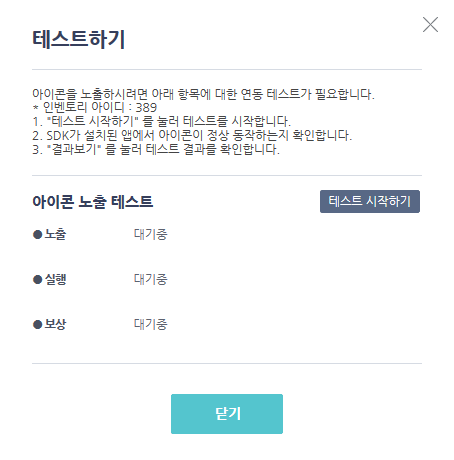 테스트하기
아이콘을 노출하시려면 아래 항목에 대한 연동 테스트가 필요합니다.
* 인벤토리 아이디 : 389
1. "테스트 시작하기" 를 눌러 테스트를 시작합니다.
2. SDK가 설치된 앱에서 아이콘이 정상 동작하는지 확인합니다.
3. "결과보기" 를 눌러 테스트 결과를 확인합니다.
아이콘 노출 테스트 테스트 시작하기
● 노출 대기중
● 실행 대기중
● 보상 대기중
닫기